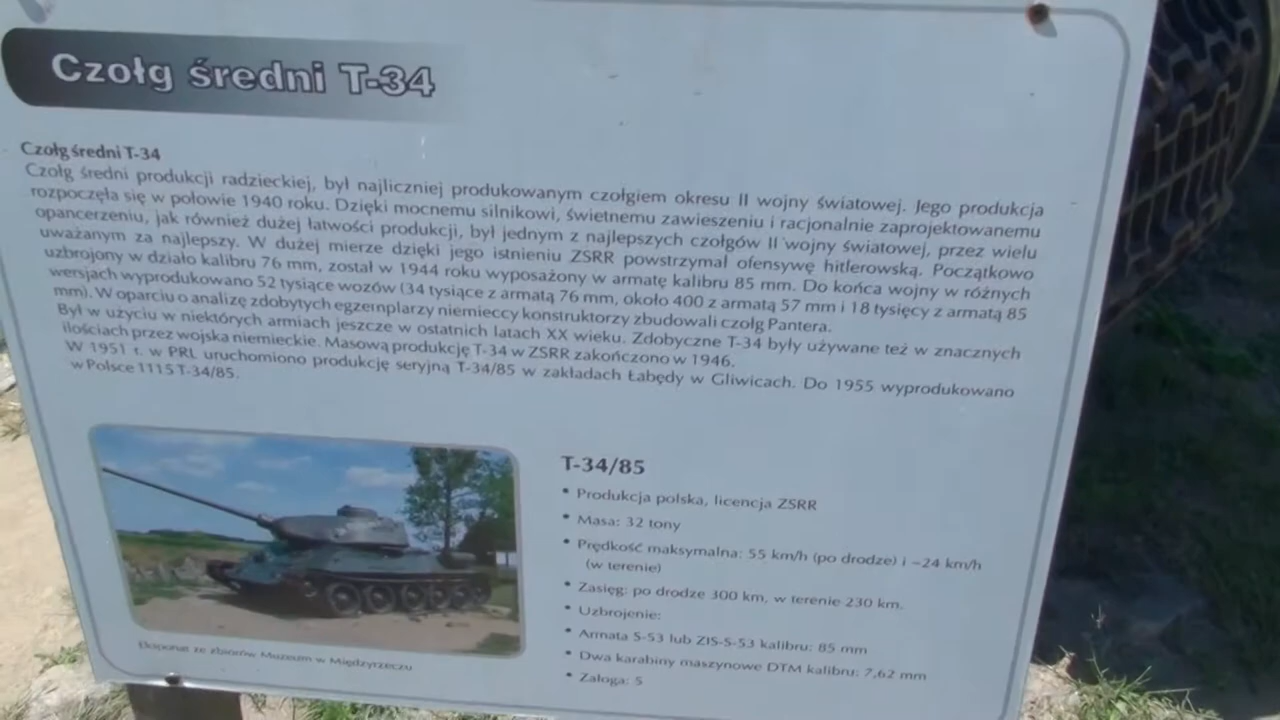 Czołg średni T-34
Czołg średni T-34
Czołg średni produkcji radzieckiej, był najliczniej produkowanym czołgiem okresu II wojny światowej. Jego produkcja
rozpoczęła się w połowie 1940 roku. Dzięki mocnemu silnikowi, świetnemu zawieszeniu i racjonalnie zaprojektowanemu
opancerzeniu, jak również dużej łatwości produkcji, był jednym z najlepszych czołgów II wojny światowej, przez wielu
uważanym za najlepszy. W dużej mierze dzięki jego istnieniu ZSRR powstrzymał ofensywę hitlerowską. Początkowo
uzbrojony w działo kalibru 76 mm, został w 1944 roku wyposażony w armatę kalibru 85 mm. Do końca wojny w różnych
wersjach wyprodukowano 52 tysiące wozów (34 tysiące z armatą 76 mm, około 400 z armatą 57 mm i 18 tysięcy z armatą 85
mm). W oparciu o analizę zdobytych egzemplarzy niemieccy konstruktorzy zbudowali czołg Pantera.
Był w użyciu w niektórych armiach jeszcze w ostatnich latach XX wieku. Zdobyczne T-34 były używane też w znacznych
ilościach przez wojska niemieckie. Masową produkcję T-34 w ZSRR zakończono w 1946.
W 1951 r. w PRL uruchomiono produkcję seryjną T-34/85 w zakładach Łabędy w Gliwicach. Do 1955 wyprodukowano
w Polsce 1115 T-34/85.
T-34/85
• Produkcja polska, licencja ZSRR
• Masa: 32 tony
• Prędkość maksymalna: 55 km/h (po drodze) i ~24 km/h
(w terenie)
• Zasięg: po drodze 300 km, w terenie 230 km.
• Uzbrojenie:
• Armata S-53 lub ZIS-S-53 kalibru: 85 mm
• Dwa karabiny maszynowe DTM kalibru: 7,62 mm
• Załoga: 5
Eksponat ze zbiorów Muzeum w Międzyrzeczu